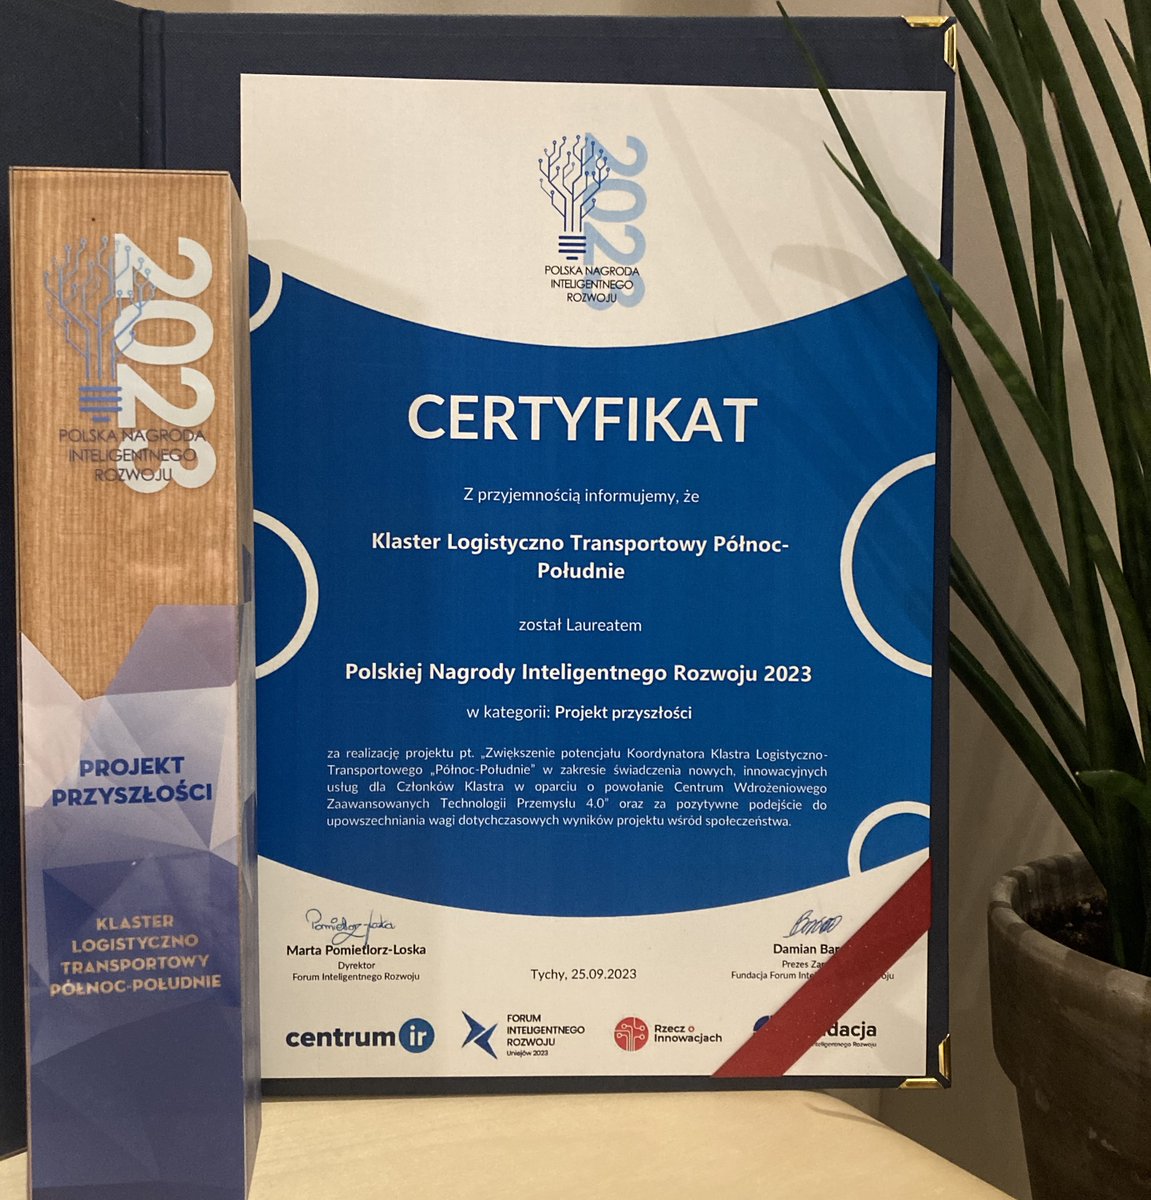 2023
POLSKA NAGRODA
INTELIGENTNEGO
ROZWOJU
PROJEKT
PRZYSZŁOŚCI
KLASTER
LOGISTYCZNO
TRANSPORTOWY
PÓŁNOC-POŁUDNIE
2023
POLSKA NAGRODA
INTELIGENTNEGO
ROZWOJU
CERTYFIKAT
Z przyjemnością informujemy, że
Klaster Logistyczno Transportowy Północ-
Południe
został Laureatem
Polskiej Nagrody Inteligentnego Rozwoju 2023
w kategorii: Projekt przyszłości
za realizację projektu pt. „Zwiększenie potencjału Koordynatora Klastra Logistyczno-
Transportowego „Północ-Południe” w zakresie świadczenia nowych, innowacyjnych
usług dla Członków Klastra w oparciu o powołanie Centrum Wdrożeniowego
Zaawansowanych Technologii Przemysłu 4.0” oraz za pozytywne podejście do
upowszechniania wagi dotychczasowych wyników projektu wśród społeczeństwa.
Marta Pomietlorz-Loska
Dyrektor
Forum Inteligentnego Rozwoju
Tychy, 25.09.2023
Damian
Prezes
Fundacja Forum
centrum ir
FORUM
INTELIGENTNEGO
ROZWOJU
Uniejów 2023
Rzecz o
Innowacjach